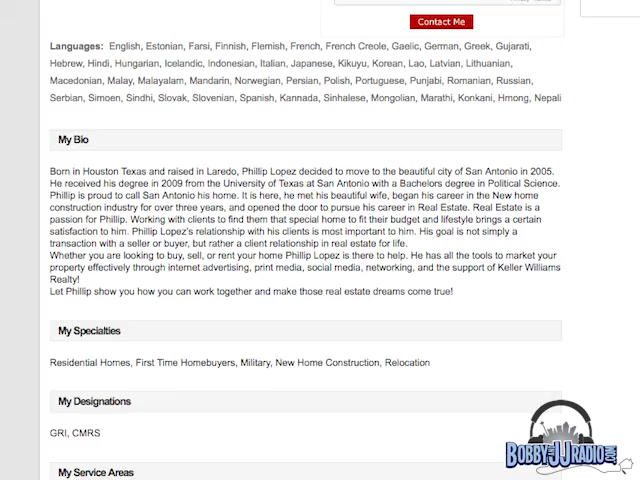 Contact Me
Languages: English, Estonian, Farsi, Finnish, Flemish, French, French Creole, Gaelic, German, Greek, Gujarati,
Hebrew, Hindi, Hungarian, Icelandic, Indonesian, Italian, Japanese, Kikuyu, Korean, Lao, Latvian, Lithuanian,
Macedonian, Malay, Malayalam, Mandarin, Norwegian, Persian, Polish, Portuguese, Punjabi, Romanian, Russian,
Serbian, Simoen, Sindhi, Slovak, Slovenian, Spanish, Kannada, Sinhalese, Mongolian, Marathi, Konkani, Hmong, Nepali
My Bio
Born in Houston Texas and raised in Laredo, Phillip Lopez decided to move to the beautiful city of San Antonio in 2005.
He received his degree in 2009 from the University of Texas at San Antonio with a Bachelors degree in Political Science.
Phillip is proud to call San Antonio his home. It is here, he met his beautiful wife, began his career in the New home
construction industry for over three years, and opened the door to pursue his career in Real Estate. Real Estate is a
passion for Phillip. Working with clients to find them that special home to fit their budget and lifestyle brings a certain
satisfaction to him. Phillip Lopez's relationship with his clients is most important to him. His goal is not simply a
transaction with a seller or buyer, but rather a client relationship in real estate for life.
Whether you are looking to buy, sell, or rent your home Phillip Lopez is there to help. He has all the tools to market your
property effectively through internet advertising, print media, social media, networking, and the support of Keller Williams
Realty!
Let Phillip show you how you can work together and make those real estate dreams come true!
My Specialties
Residential Homes, First Time Homebuyers, Military, New Home Construction, Relocation
My Designations
GRI, CMRS
My Service Areas
BOBBY JJRADIO.COM